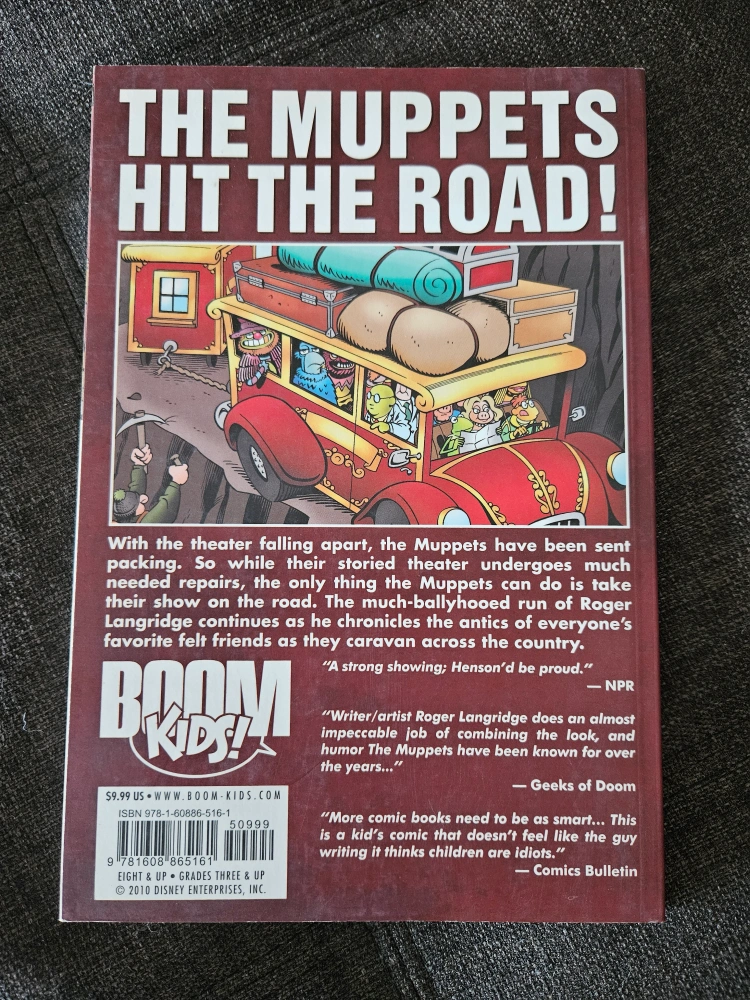 THE MUPPETS
HIT THE ROAD!
With the theater falling apart, the Muppets have been sent
packing. So while their storied theater undergoes much
needed repairs, the only thing the Muppets can do is take
their show on the road. The much-ballyhooed run of Roger
Langridge continues as he chronicles the antics of everyone's
favorite felt friends as they caravan across the country.
BOOM
KIDS!
"A strong showing; Henson'd be proud."
— NPR
"Writer/artist Roger Langridge does an almost
impeccable job of combining the look, and
humor The Muppets have been known for over
the years..."
— Geeks of Doom
"More comic books need to be as smart... This
is a kid's comic that doesn't feel like the guy
writing it thinks children are idiots."
— Comics Bulletin
$9.99 US • WWW.BOOM-KIDS.COM
ISBN 978-1-60886-516-1
50999
9 781608 865161
EIGHT & UP • GRADES THREE & UP
© 2010 DISNEY ENTERPRISES, INC.